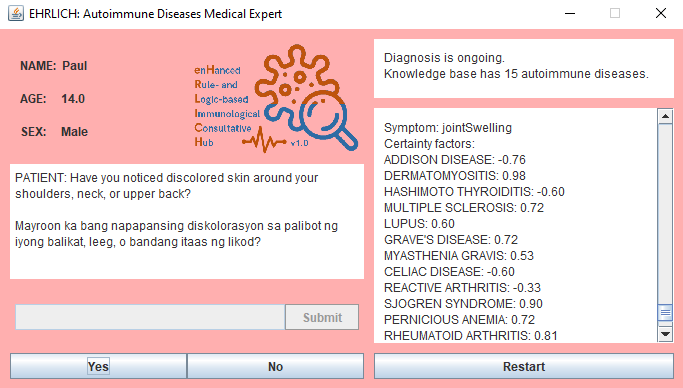 EHRLICH: Autoimmune Diseases Medical Expert
NAME: Paul
AGE: 14.0
SEX: Male
enHanced
Rule- and
Logic-based
Immunological
Consultative
Hub
v1.0
PATIENT: Have you noticed discolored skin around your
shoulders, neck, or upper back?
Mayroon ka bang napapansing diskolorasyon sa palibot ng
iyong balikat, leeg, o bandang itaas ng likod?
Submit
Yes
No
Diagnosis is ongoing.
Knowledge base has 15 autoimmune diseases.
Symptom: jointSwelling
Certainty factors:
ADDISON DISEASE: -0.76
DERMATOMYOSITIS: 0.98
HASHIMOTO THYROIDITIS: -0.60
MULTIPLE SCLEROSIS: 0.72
LUPUS: 0.60
GRAVE'S DISEASE: 0.72
MYASTHENIA GRAVIS: 0.53
CELIAC DISEASE: -0.60
REACTIVE ARTHRITIS: -0.33
SJOGREN SYNDROME: 0.90
PERNICIOUS ANEMIA: 0.72
RHEUMATOID ARTHRITIS: 0.81
Restart